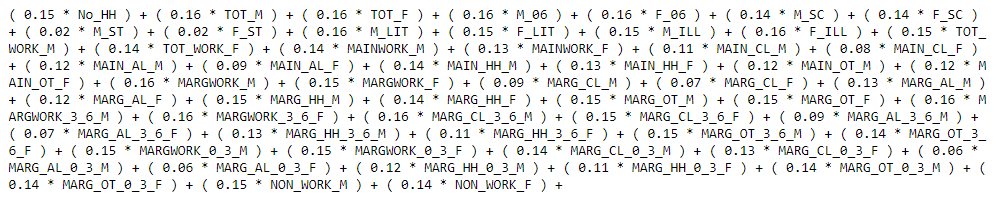 ( 0.15 * No_HH ) + ( 0.16 * TOT_M ) + ( 0.16 * TOT_F ) + ( 0.16 * M_06 ) + ( 0.16 * F_06 ) + ( 0.14 * M_SC ) + ( 0.14 * F_SC )
+ ( 0.02 * M_ST ) + ( 0.02 * F_ST ) + ( 0.16 * M_LIT ) + ( 0.15 * F_LIT ) + ( 0.15 * M_ILL ) + ( 0.16 * F_ILL ) + ( 0.15 * TOT_
WORK_M ) + ( 0.14 * TOT_WORK_F ) + ( 0.14 * MAINWORK_M ) + ( 0.13 * MAINWORK_F ) + ( 0.11 * MAIN_CL_M ) + ( 0.08 * MAIN_CL_F )
+ ( 0.12 * MAIN_AL_M ) + ( 0.09 * MAIN_AL_F ) + ( 0.14 * MAIN_HH_M ) + ( 0.13 * MAIN_HH_F ) + ( 0.12 * MAIN_OT_M ) + ( 0.12 * M
AIN_OT_F ) + ( 0.16 * MARGWORK_M ) + ( 0.15 * MARGWORK_F ) + ( 0.09 * MARG_CL_M ) + ( 0.07 * MARG_CL_F ) + ( 0.13 * MARG_AL_M )
+ ( 0.12 * MARG_AL_F ) + ( 0.15 * MARG_HH_M ) + ( 0.14 * MARG_HH_F ) + ( 0.15 * MARG_OT_M ) + ( 0.15 * MARG_OT_F ) + ( 0.16 * M
ARGWORK_3_6_M ) + ( 0.16 * MARGWORK_3_6_F ) + ( 0.16 * MARG_CL_3_6_M ) + ( 0.15 * MARG_CL_3_6_F ) + ( 0.09 * MARG_AL_3_6_M ) +
( 0.07 * MARG_AL_3_6_F ) + ( 0.13 * MARG_HH_3_6_M ) + ( 0.11 * MARG_HH_3_6_F ) + ( 0.15 * MARG_OT_3_6_M ) + ( 0.14 * MARG_OT_3_
6_F ) + ( 0.15 * MARGWORK_0_3_M ) + ( 0.15 * MARGWORK_0_3_F ) + ( 0.14 * MARG_CL_0_3_M ) + ( 0.13 * MARG_CL_0_3_F ) + ( 0.06 *
MARG_AL_0_3_M ) + ( 0.06 * MARG_AL_0_3_F ) + ( 0.12 * MARG_HH_0_3_M ) + ( 0.11 * MARG_HH_0_3_F ) + ( 0.14 * MARG_OT_0_3_M ) + (
0.14 * MARG_OT_0_3_F ) + ( 0.15 * NON_WORK_M ) + ( 0.14 * NON_WORK_F ) +